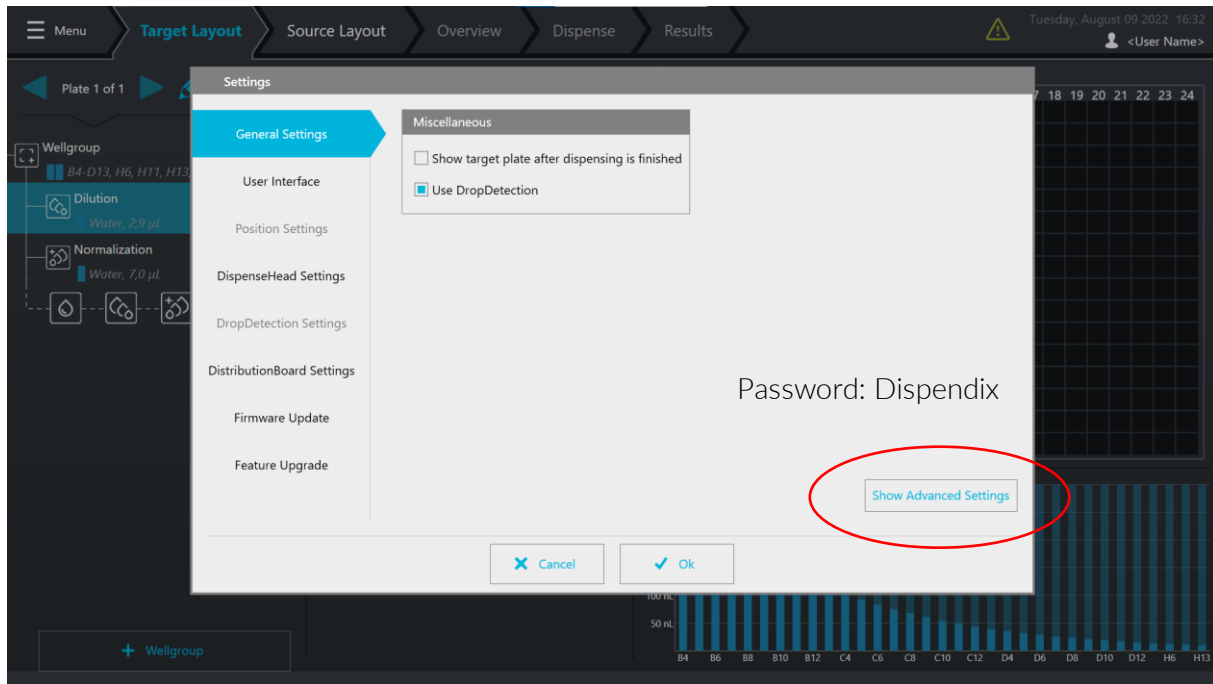 Menu
Target Layout
Source Layout
Overview
Dispense
Results
Tuesday, August 09 2022 16:32
<User Name>
Plate 1 of 1
Settings
7 18 19 20 21 22 23 24
Wellgroup
B4-D13, H6, H11, H13,
Dilution
Water, 2,9 µL
Normalization
Water, 7,0 µL
General Settings
User Interface
Position Settings
DispenseHead Settings
DropDetection Settings
DistributionBoard Settings
Firmware Update
Feature Upgrade
Miscellaneous
Show target plate after dispensing is finished
Use DropDetection
Password: Dispendix
Show Advanced Settings
Cancel
Ok
100 nL
50 nL
B4 B6 B8 B10 B12 C4 C6 C8 C10 C12 D4 D6 D8 D10 D12 H6 H13
+ Wellgroup